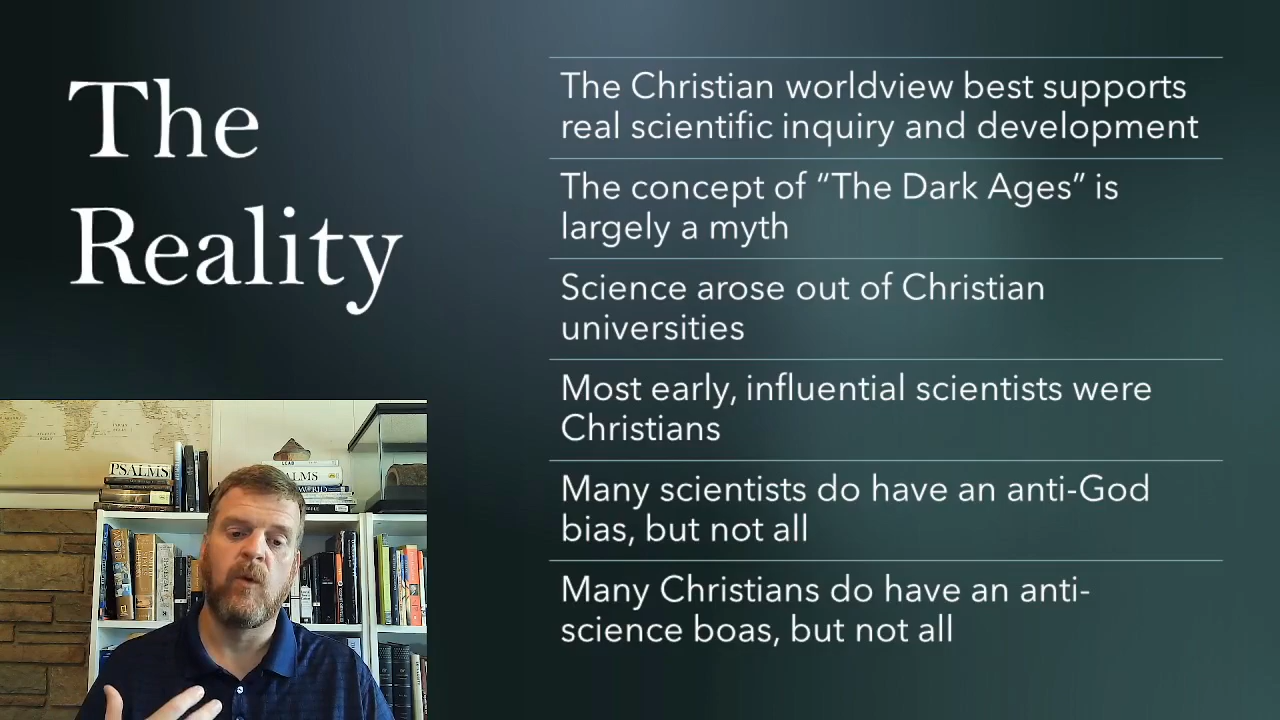 The
Reality
The Christian worldview best supports
real scientific inquiry and development
The concept of “The Dark Ages” is
largely a myth
Science arose out of Christian
universities
Most early, influential scientists were
Christians
Many scientists do have an anti-God
bias, but not all
Many Christians do have an anti-
science boas, but not all
PSALMS